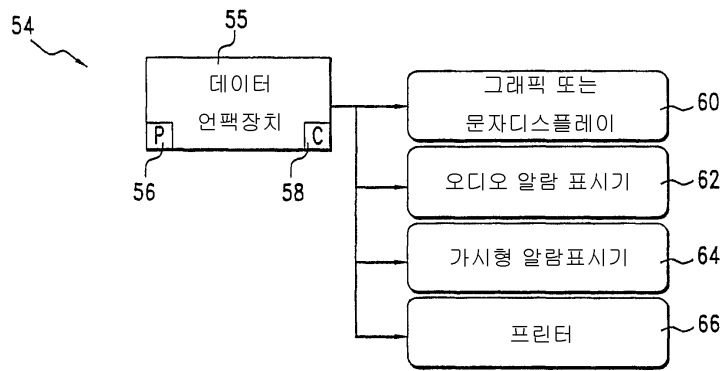 54
55
데이터
언팩장치
P
C
56
58
그래픽 또는
문자디스플레이
60
오디오 알람 표시기
62
가시형 알람표시기
64
프린터
66